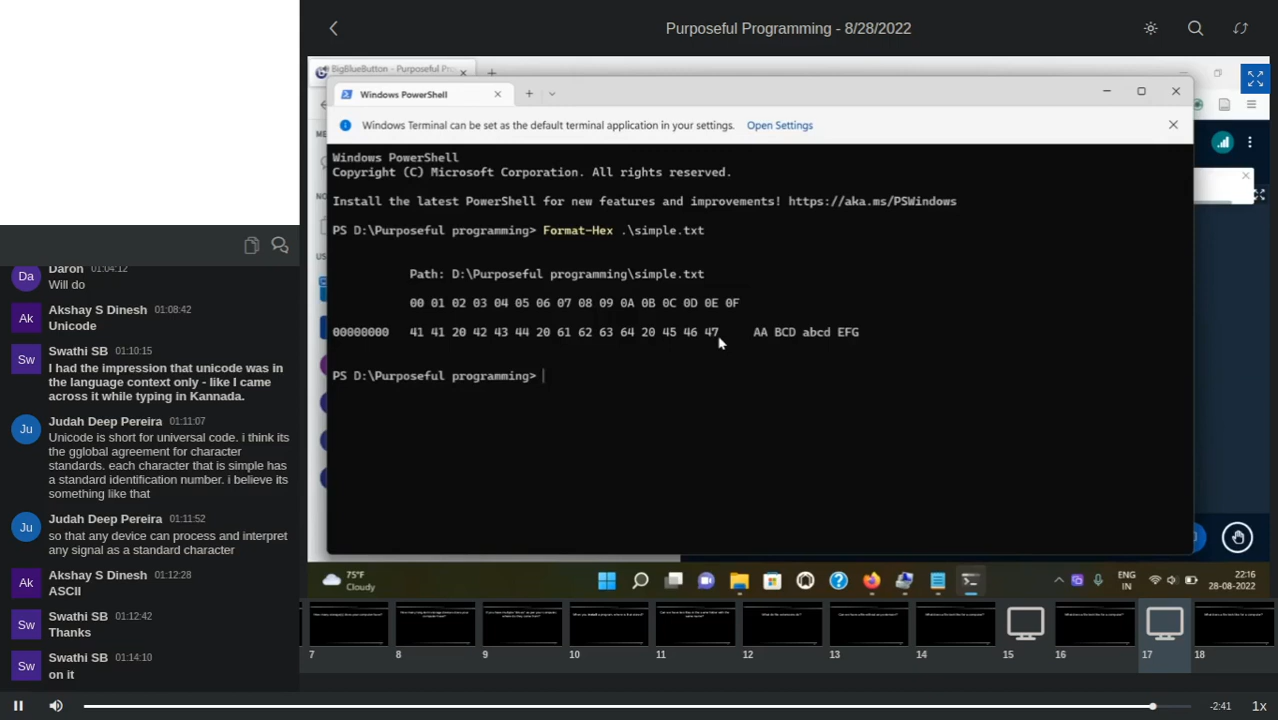 Purposeful Programming - 8/28/2022
BigBlueButton - Purposeful Pro
Windows PowerShell
Windows Terminal can be set as the default terminal application in your settings. Open Settings
Windows PowerShell
Copyright (C) Microsoft Corporation. All rights reserved.
Install the latest PowerShell for new features and improvements! https://aka.ms/PSWindows
PS D:\Purposeful programming> Format-Hex .\simple.txt
Path: D:\Purposeful programming\simple.txt
00 01 02 03 04 05 06 07 08 09 0A 0B 0C 0D 0E 0F
00000000 41 41 20 42 43 44 20 61 62 63 64 20 45 46 47 AA BCD abcd EFG
PS D:\Purposeful programming>
Da
Daron 01:04:12
Will do
Ak
Akshay S Dinesh 01:08:42
Unicode
Sw
Swathi SB 01:10:15
I had the impression that unicode was in
the language context only - like I came
across it while typing in Kannada.
Ju
Judah Deep Pereira 01:11:07
Unicode is short for universal code. i think its
the gglobal agreement for character
standards. each character that is simple has
a standard identification number. i believe its
something like that
Ju
Judah Deep Pereira 01:11:52
so that any device can process and interpret
any signal as a standard character
Ak
Akshay S Dinesh 01:12:28
ASCII
Sw
Swathi SB 01:12:42
Thanks
Sw
Swathi SB 01:14:10
on it
75°F
Cloudy
ENG
IN
22:16
28-08-2022
7 8 9 10 11 12 13 14 15 16 17 18
-2:41 1x